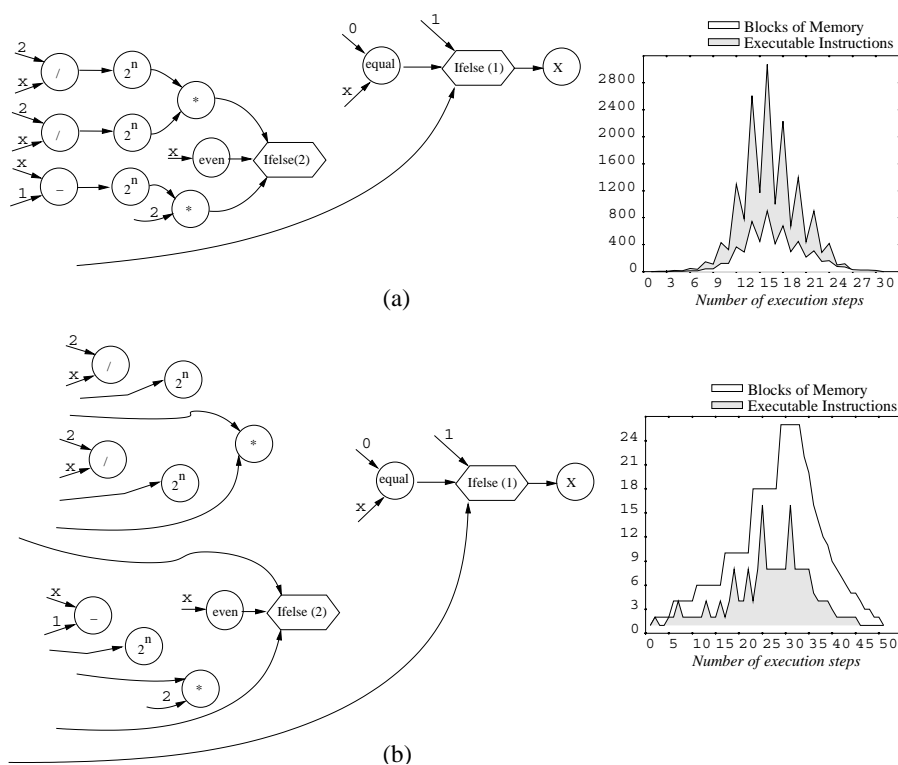 2
x
/
2^n
*
2
x
/
2^n
x
1
−
2^n
2
*
x
even
Ifelse(2)
0
x
equal
1
Ifelse (1)
X
Blocks of Memory
Executable Instructions
2800
2400
2000
1600
1200
800
400
0
0 3 6 9 12 15 18 21 24 27 30
Number of execution steps
(a)
2
x
/
2^n
*
2
x
/
2^n
x
1
−
2^n
2
*
x
even
Ifelse (2)
0
x
equal
1
Ifelse (1)
X
Blocks of Memory
Executable Instructions
24
21
18
15
12
9
6
3
0
0 5 10 15 20 25 30 35 40 45 50
Number of execution steps
(b)